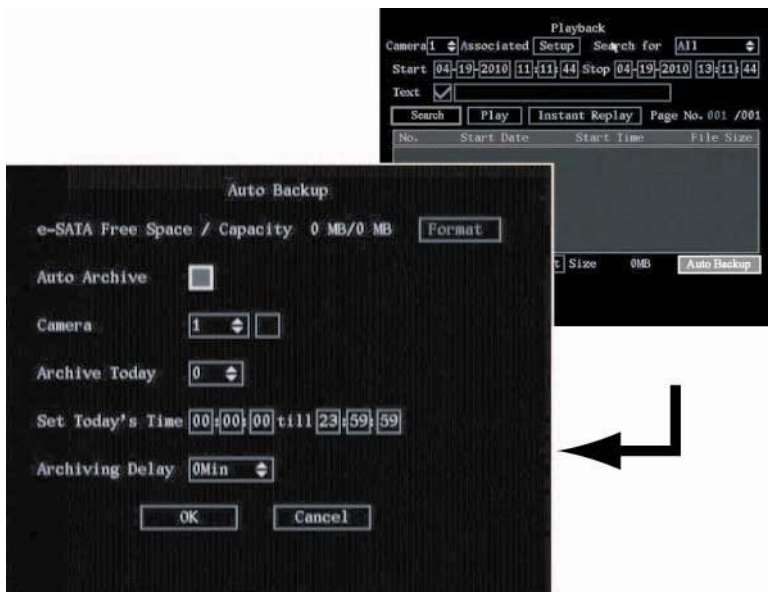 Playback
Camera 1 Associated Setup Search for All
Start 04-19-2010 11:11:44 Stop 04-19-2010 13:11:44
Text
Search Play Instant Replay Page No. 001 /001
No. Start Date Start Time File Size
Size 0MB Auto Backup
Auto Backup
e-SATA Free Space / Capacity 0 MB/0 MB Format
Auto Archive
Camera 1
Archive Today 0
Set Today's Time 00:00:00 till 23:59:59
Archiving Delay 0Min
OK Cancel